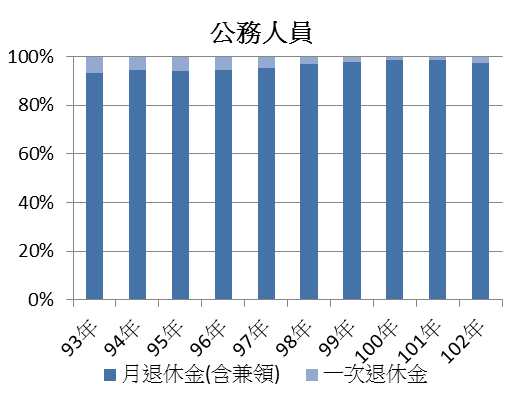 公務人員
100%
80%
60%
40%
20%
0%
93年
94年
95年
96年
97年
98年
99年
100年
101年
102年
月退休金(含兼領)
一次退休金